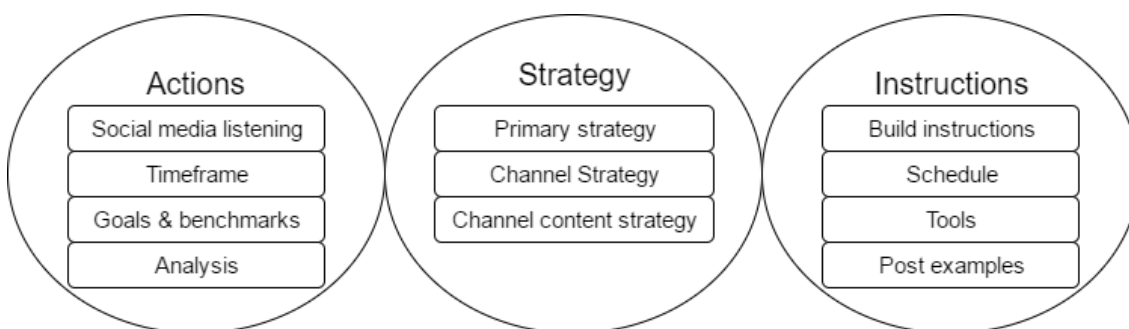 Actions
Social media listening
Timeframe
Goals & benchmarks
Analysis
Strategy
Primary strategy
Channel Strategy
Channel content strategy
Instructions
Build instructions
Schedule
Tools
Post examples